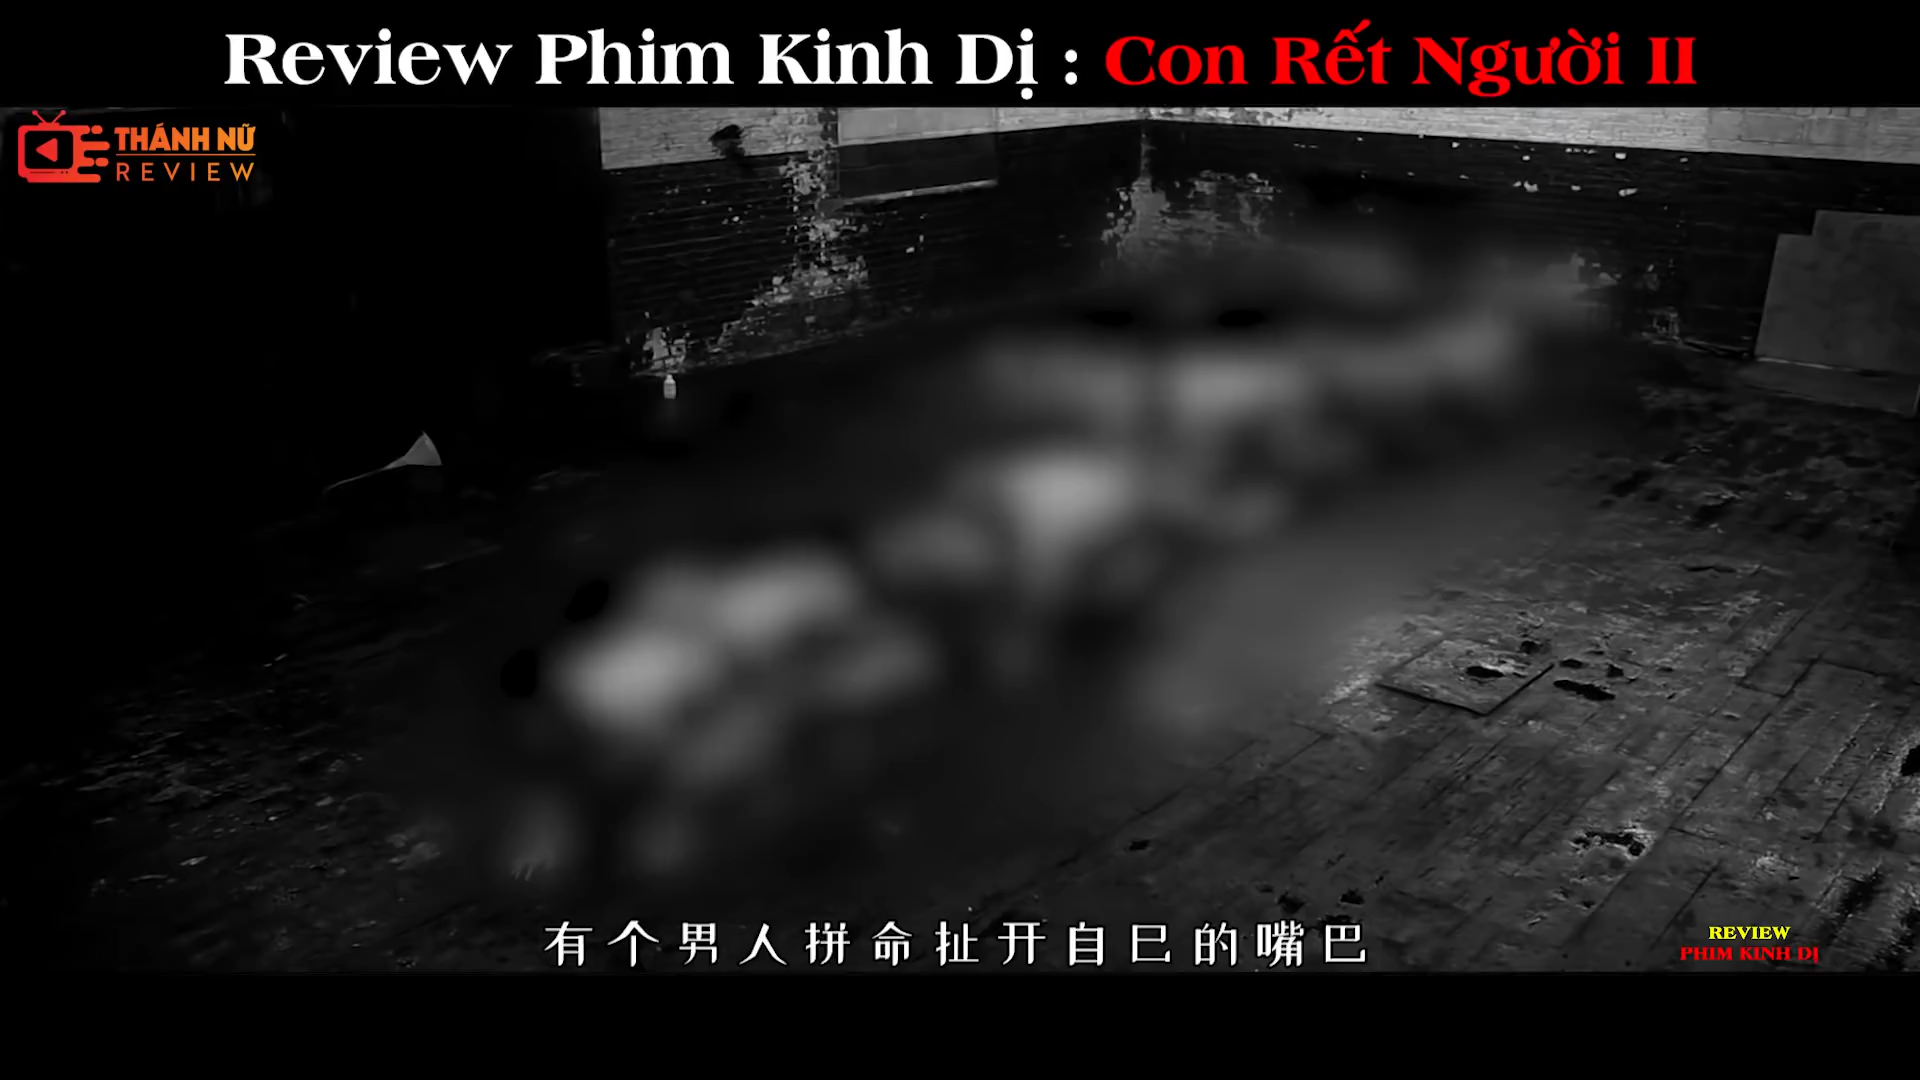 Review Phim Kinh Dị : Con Rết Người II
THÁNH NỮ
REVIEW
有个男人拼命扯开自己的嘴巴
REVIEW
PHIM KINH DỊ